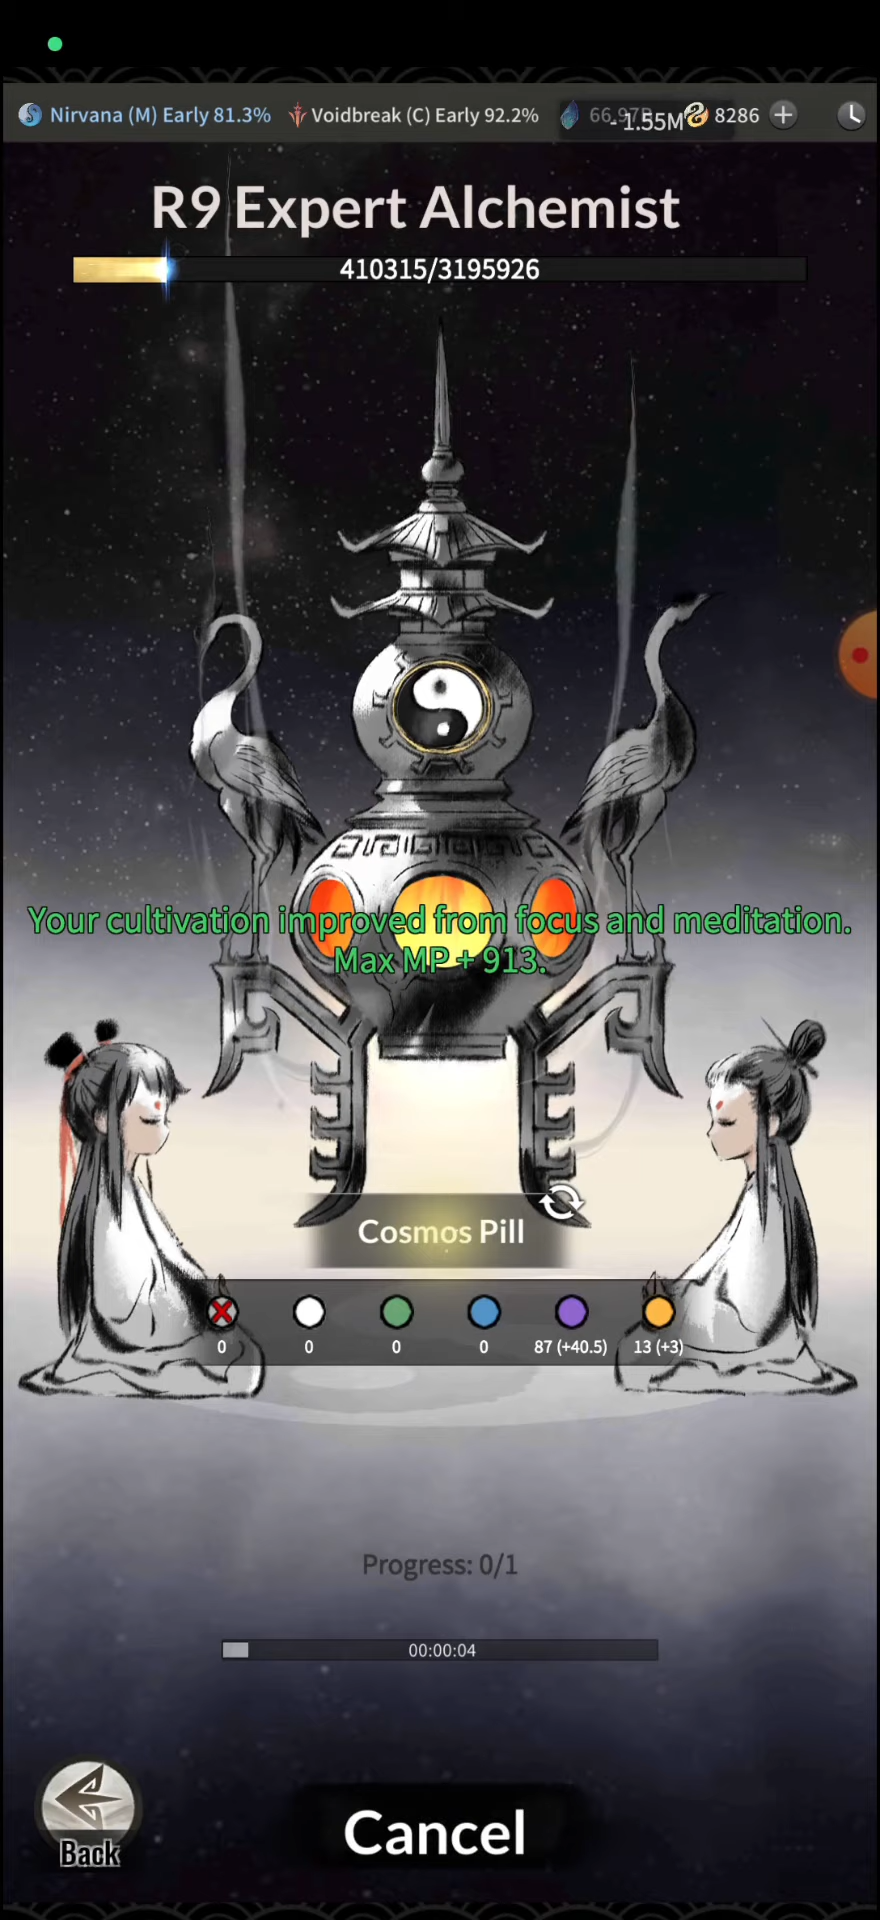 Nirvana (M) Early 81.3% Voidbreak (C) Early 92.2% - 1.55M 8286
R9 Expert Alchemist
410315/3195926
Your cultivation improved from focus and meditation.
Max MP + 913.
Cosmos Pill
0 0 0 0 87 (+40.5) 13 (+3)
Progress: 0/1
00:00:04
Back
Cancel